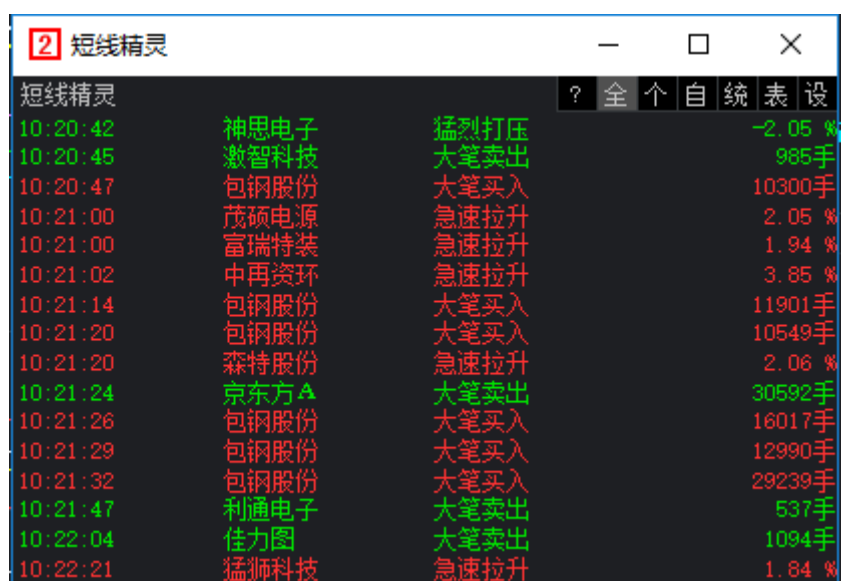 2 短线精灵
短线精灵 ? 全 个 自 统 表 设
10:20:42 神思电子 猛烈打压 -2.05 %
10:20:45 激智科技 大笔卖出 985手
10:20:47 包钢股份 大笔买入 10300手
10:21:00 茂硕电源 急速拉升 2.05 %
10:21:00 富瑞特装 急速拉升 1.94 %
10:21:02 中再资环 急速拉升 3.85 %
10:21:14 包钢股份 大笔买入 11901手
10:21:20 包钢股份 大笔买入 10549手
10:21:20 森特股份 急速拉升 2.06 %
10:21:24 京东方A 大笔卖出 30592手
10:21:26 包钢股份 大笔买入 16017手
10:21:29 包钢股份 大笔买入 12990手
10:21:32 包钢股份 大笔买入 29239手
10:21:47 利通电子 大笔卖出 537手
10:22:04 佳力图 大笔卖出 1094手
10:22:21 猛狮科技 急速拉升 1.84 %